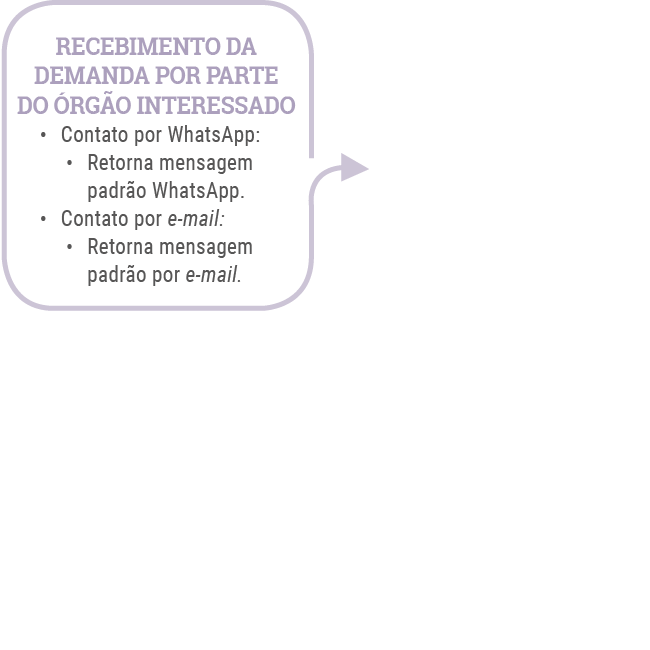 RECEBIMENTO DA
DEMANDA POR PARTE
DO ÓRGÃO INTERESSADO
• Contato por WhatsApp:
• Retorna mensagem
padrão WhatsApp.
• Contato por e-mail:
• Retorna mensagem
padrão por e-mail.